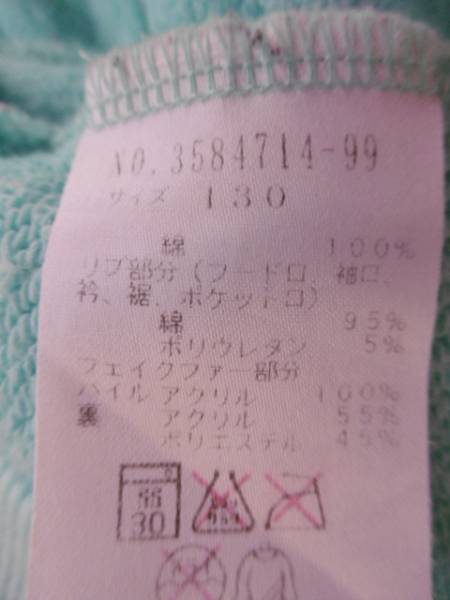 NO.3584714-99
サイズ 130
綿 100%
リブ部分(フード口、袖口、
衿、裾、ポケット口)
綿 95%
ポリウレタン 5%
フェイクファー部分
パイル アクリル 100%
裏 アクリル 55%
ポリエステル 45%
弱
30